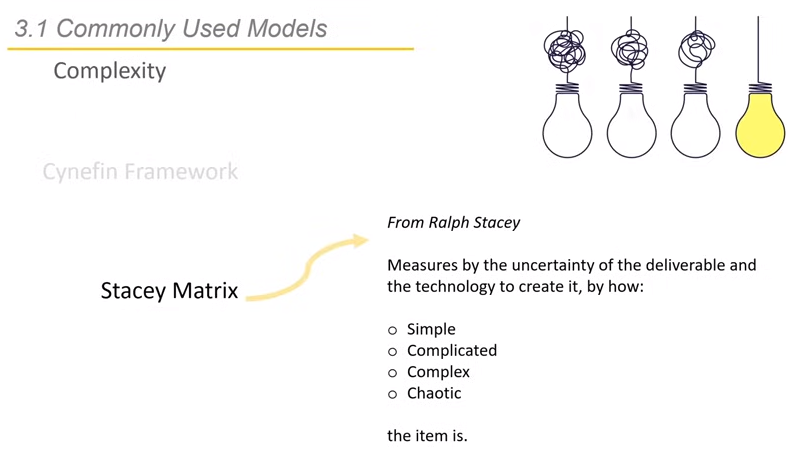 3.1 Commonly Used Models
Complexity
Cynefin Framework
Stacey Matrix
From Ralph Stacey
Measures by the uncertainty of the deliverable and
the technology to create it, by how:
o Simple
o Complicated
o Complex
o Chaotic
the item is.